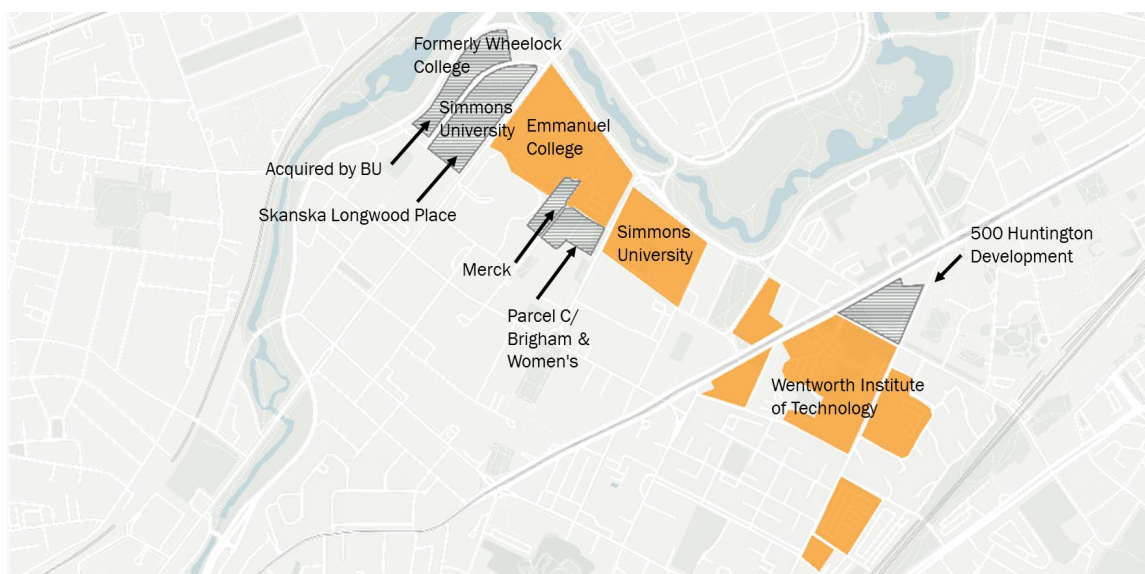 Formerly Wheelock
College
Simmons
University
Emmanuel
College
Acquired by BU
Skanska Longwood Place
Simmons
University
500 Huntington
Development
Merck
Parcel C/
Brigham &
Women's
Wentworth Institute
of Technology